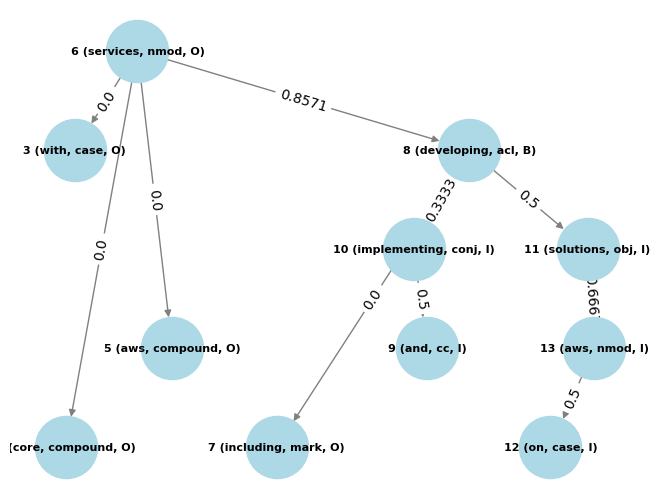 6 (services, nmod, O)
0.0
0.8571
3 (with, case, O)
8 (developing, acl, B)
0.0
0.3333
0.5
0.0
10 (implementing, conj, I)
11 (solutions, obj, I)
0.0
0.5
0.666
5 (aws, compound, O)
9 (and, cc, I)
13 (aws, nmod, I)
0.5
(core, compound, O)
7 (including, mark, O)
12 (on, case, I)